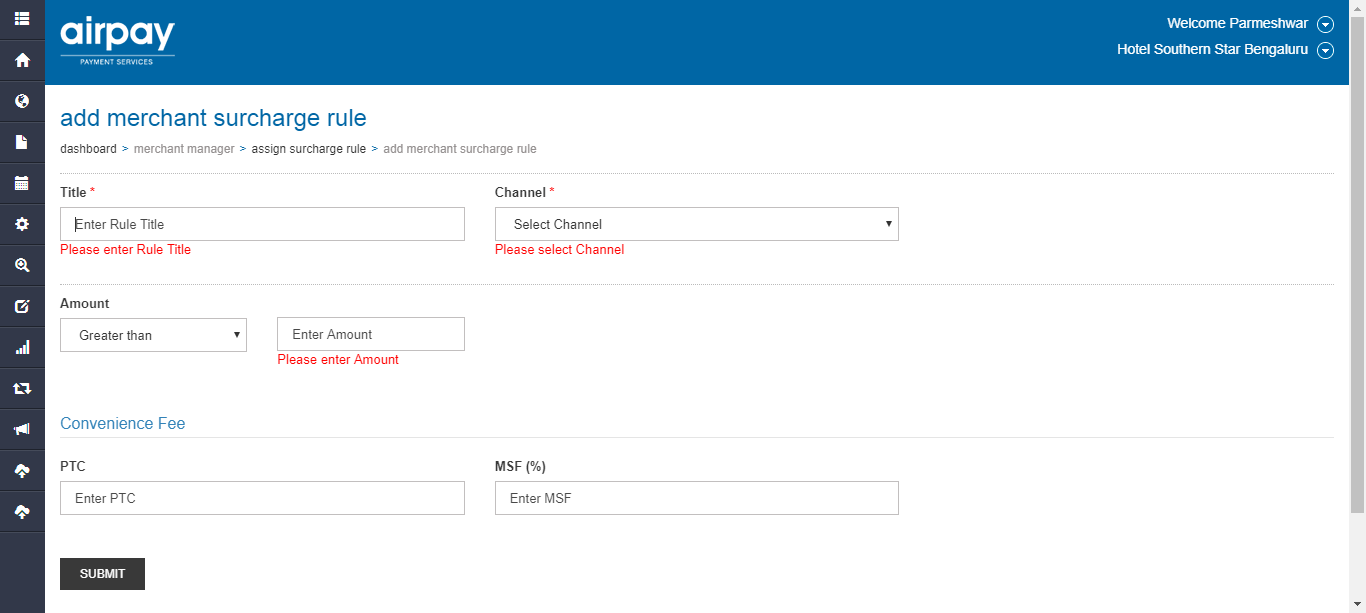 airpay
PAYMENT SERVICES
Welcome Parmeshwar
Hotel Southern Star Bengaluru
add merchant surcharge rule
dashboard > merchant manager > assign surcharge rule > add merchant surcharge rule
Title * Channel *
Enter Rule Title Select Channel
Please enter Rule Title Please select Channel
Amount
Greater than Enter Amount
Please enter Amount
Convenience Fee
PTC MSF (%)
Enter PTC Enter MSF
SUBMIT